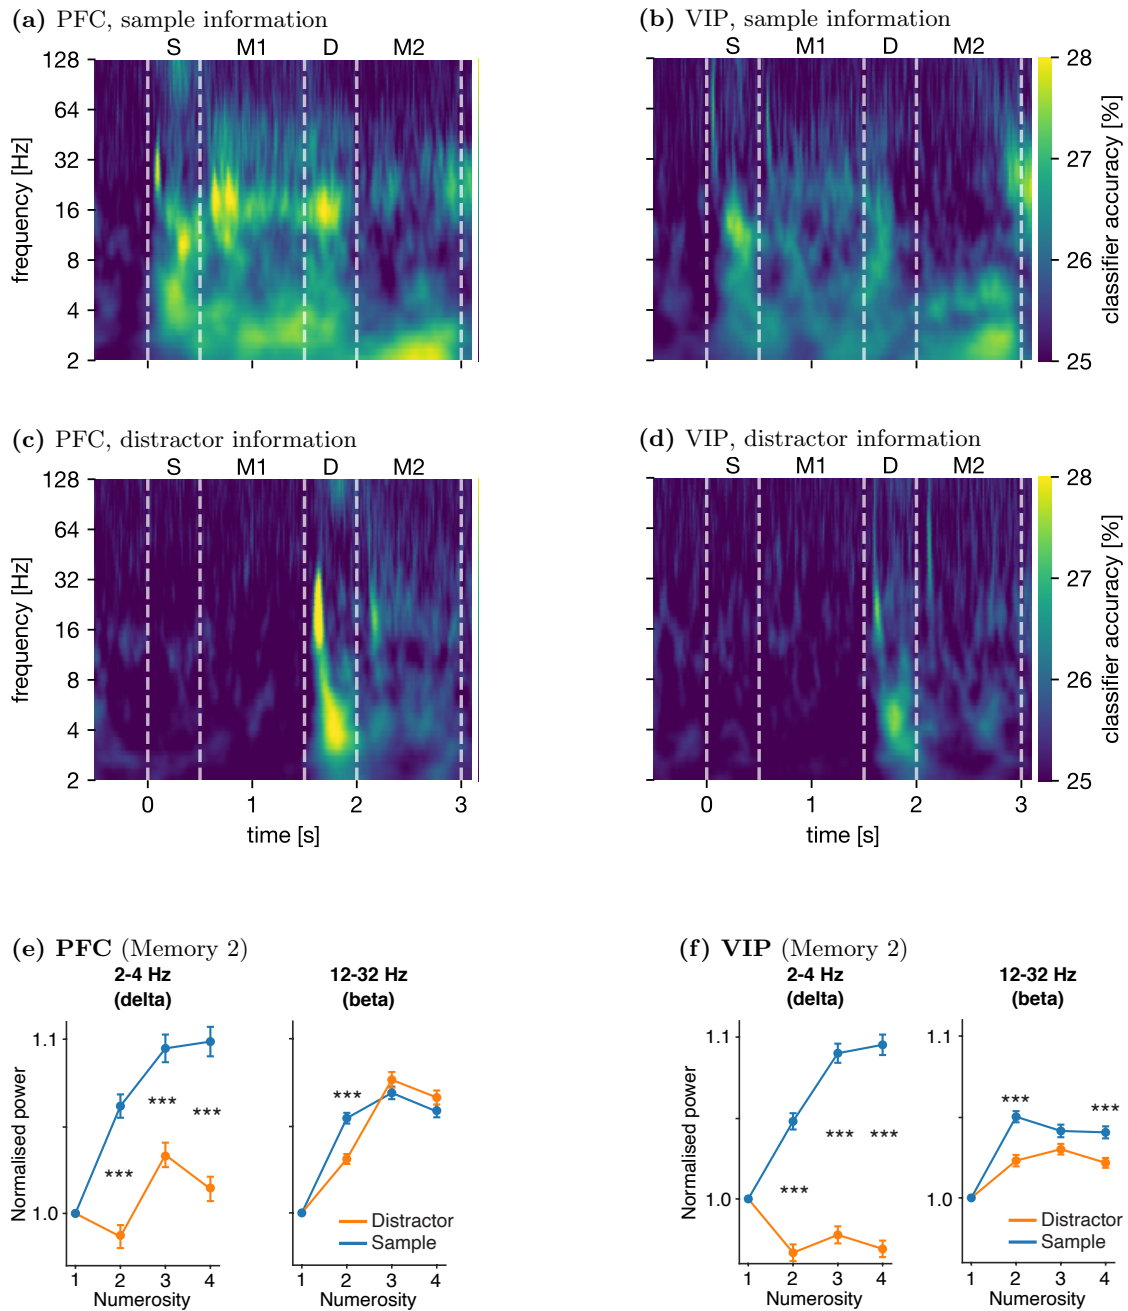 (a) PFC, sample information
S M1 D M2
128
64
32
16
8
4
2
frequency [Hz]
(b) VIP, sample information
S M1 D M2
28
27
26
25
classifier accuracy [%]
(c) PFC, distractor information
S M1 D M2
128
64
32
16
8
4
2
frequency [Hz]
0 1 2 3
time [s]
(d) VIP, distractor information
S M1 D M2
28
27
26
25
classifier accuracy [%]
0 1 2 3
time [s]
(e) PFC (Memory 2)
2-4 Hz
(delta)
1.1
1.0
Normalised power
***
***
***
1 2 3 4
Numerosity
12-32 Hz
(beta)
***
Distractor
Sample
1 2 3 4
Numerosity
(f) VIP (Memory 2)
2-4 Hz
(delta)
1.1
1.0
Normalised power
***
***
***
1 2 3 4
Numerosity
12-32 Hz
(beta)
1.1
1.0
***
***
Distractor
Sample
1 2 3 4
Numerosity